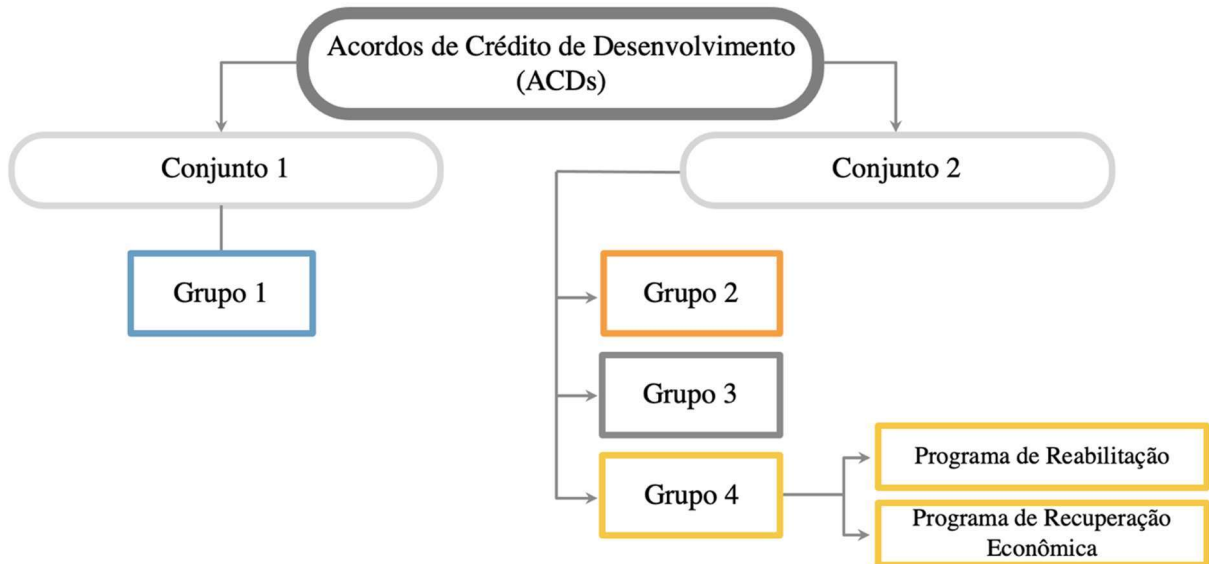 Acordos de Crédito de Desenvolvimento
(ACDs)
Conjunto 1
Conjunto 2
Grupo 1
Grupo 2
Grupo 3
Grupo 4
Programa de Reabilitação
Programa de Recuperação
Econômica